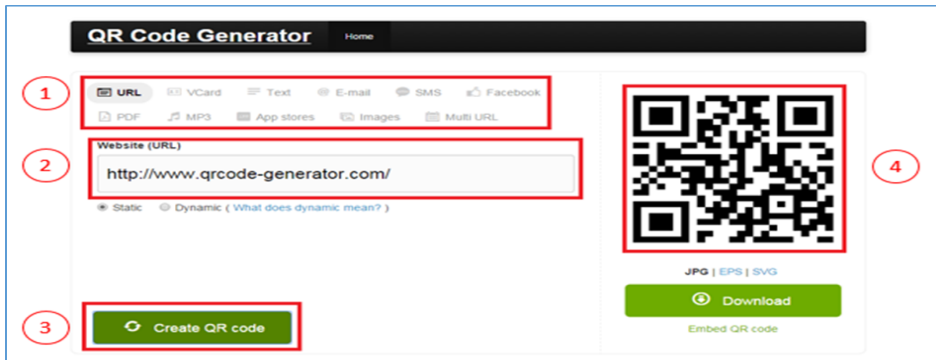 QR Code Generator Home
1
URL VCard Text E-mail SMS Facebook
PDF MP3 App stores Images Multi URL
2
Website (URL)
http://www.qrcode-generator.com/
Static Dynamic ( What does dynamic mean? )
3
Create QR code
4
JPG | EPS | SVG
Download
Embed QR code